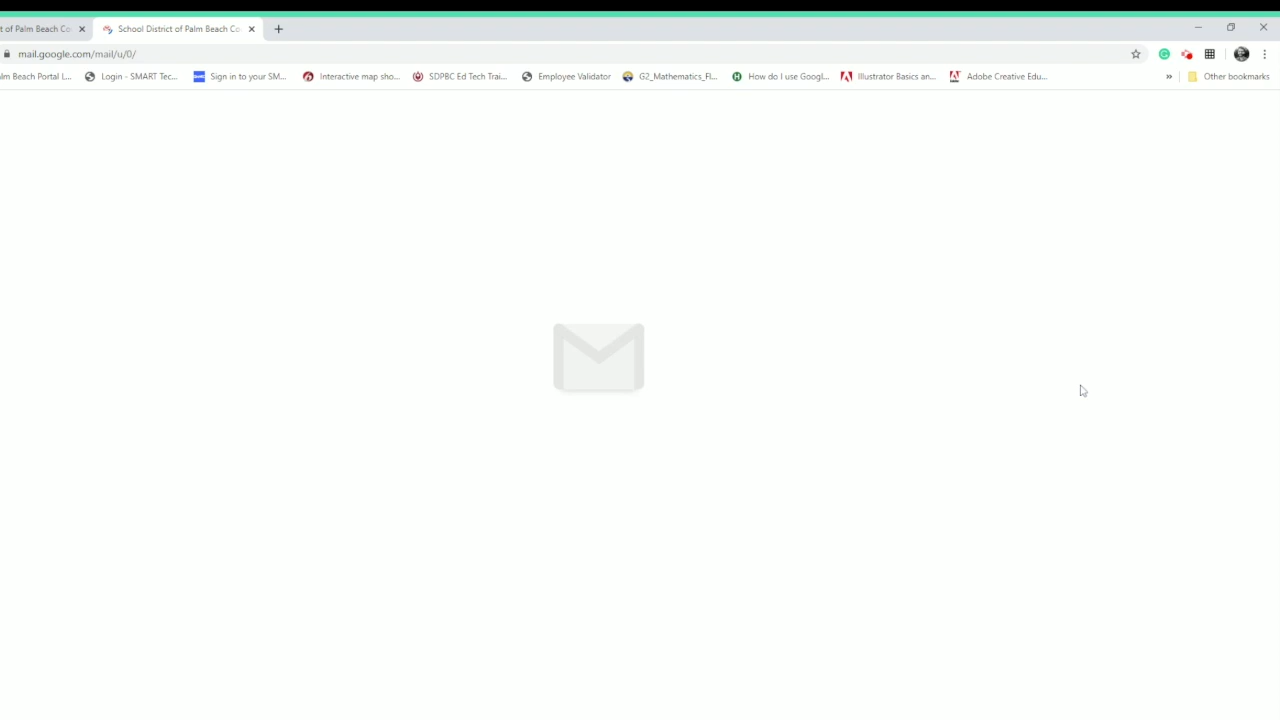 t of Palm Beach Co
School District of Palm Beach Co
mail.google.com/mail/u/0/
alm Beach Portal L...
Login - SMART Tec...
Sign in to your SM...
Interactive map sho...
SDPBC Ed Tech Trai...
Employee Validator
G2_Mathematics_Fl...
How do I use Googl...
Illustrator Basics an...
Adobe Creative Edu...
»
Other bookmarks